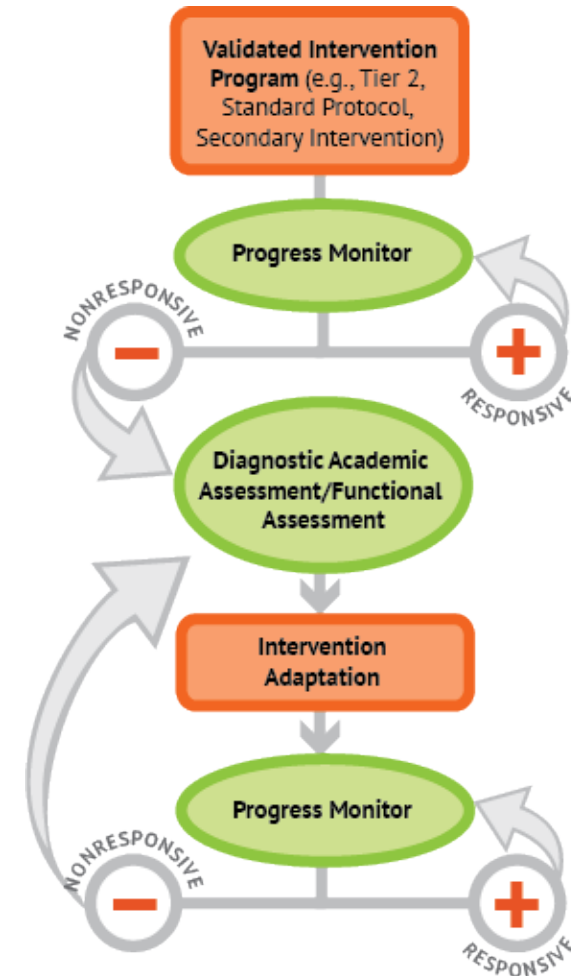 Validated Intervention
Program (e.g., Tier 2,
Standard Protocol,
Secondary Intervention)
Progress Monitor
NONRESPONSIVE
RESPONSIVE
Diagnostic Academic
Assessment/Functional
Assessment
Intervention
Adaptation
Progress Monitor
NONRESPONSIVE
RESPONSIVE